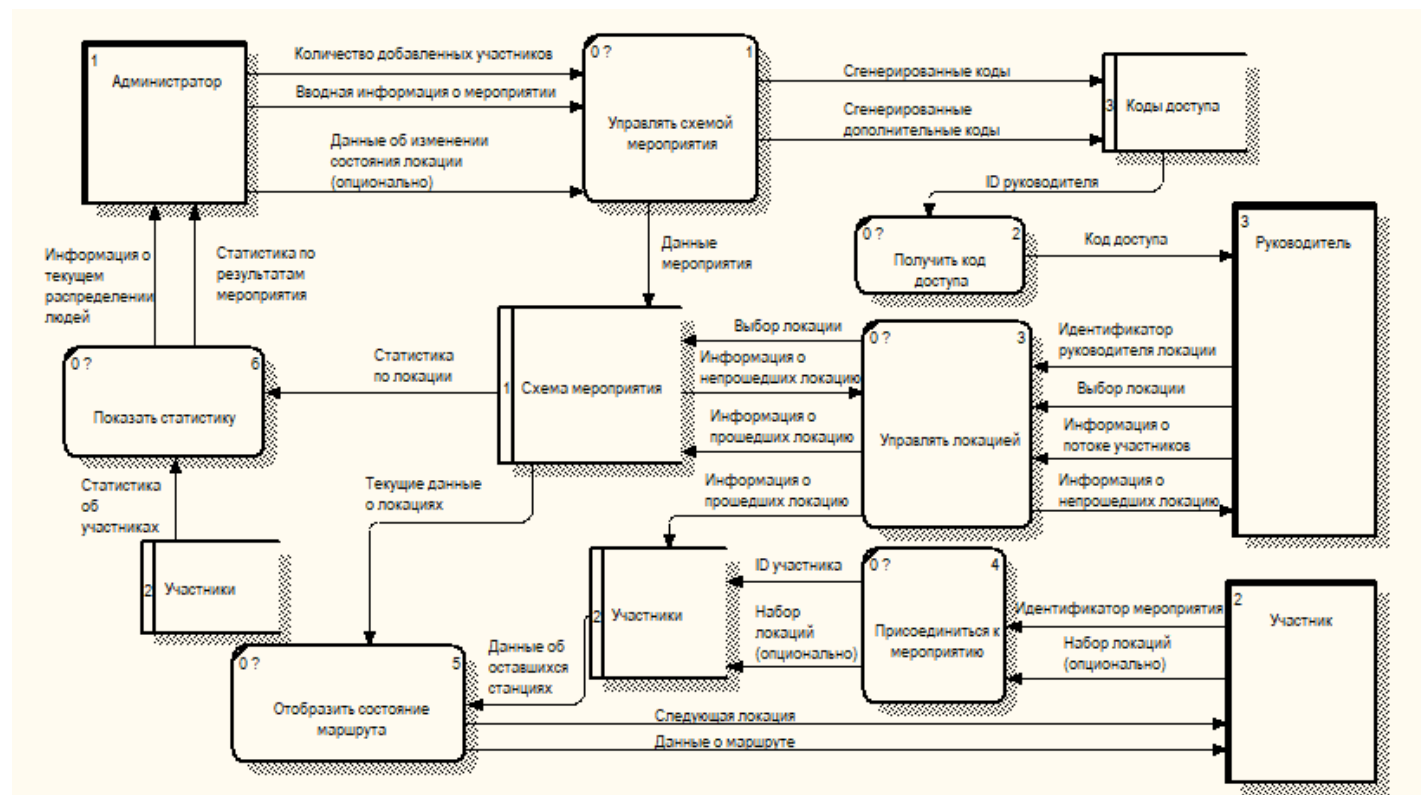 1
Администратор
Количество добавленных участников
Вводная информация о мероприятии
Данные об изменении
состояния локации
(опционально)
0 ?
1
Управлять схемой
мероприятия
Сгенерированные коды
Сгенерированные
дополнительные коды
3
Коды доступа
ID руководителя
0 ?
2
Получить код
доступа
Код доступа
3
Руководитель
Информация о
текущем
распределении
людей
Статистика по
результатам
мероприятия
Данные
мероприятия
0 ?
6
Показать статистику
Статистика
по локации
1
Схема мероприятия
Выбор локации
Информация о
непрошедших локацию
Информация о
прошедших локацию
Информация о
прошедших локацию
0 ?
3
Управлять локацией
Идентификатор
руководителя локации
Выбор локации
Информация о
потоке участников
Информация о
непрошедших локацию
Статистика
об
участниках
Текущие данные
о локациях
2
Участники
2
Участники
ID участника
Набор
локаций
(опционально)
0 ?
4
Присоединиться к
мероприятию
Идентификатор мероприятия
Набор локаций
(опционально)
2
Участник
Данные об
оставшихся
станциях
0 ?
5
Отобразить состояние
маршрута
Следующая локация
Данные о маршруте